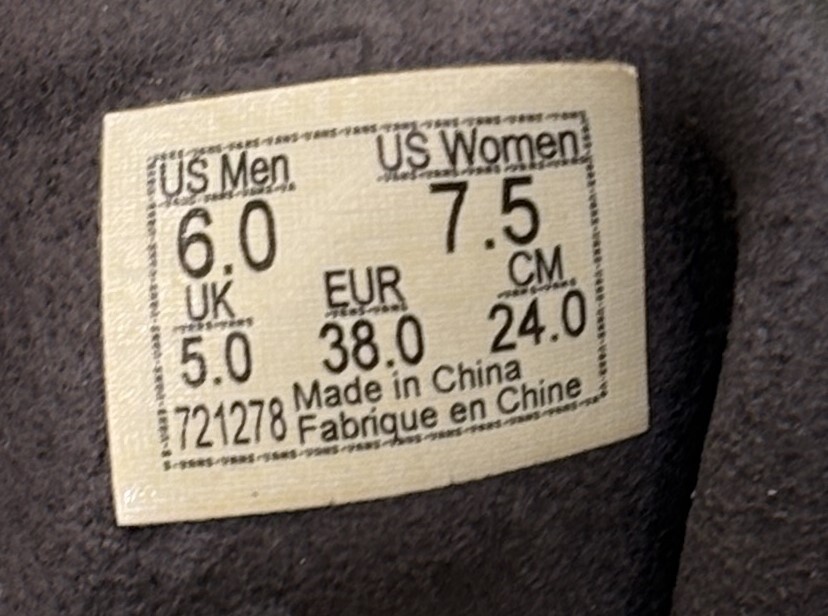 US Men US Women
6.0 7.5
UK EUR CM
5.0 38.0 24.0
721278 Made in China
Fabrique en Chine